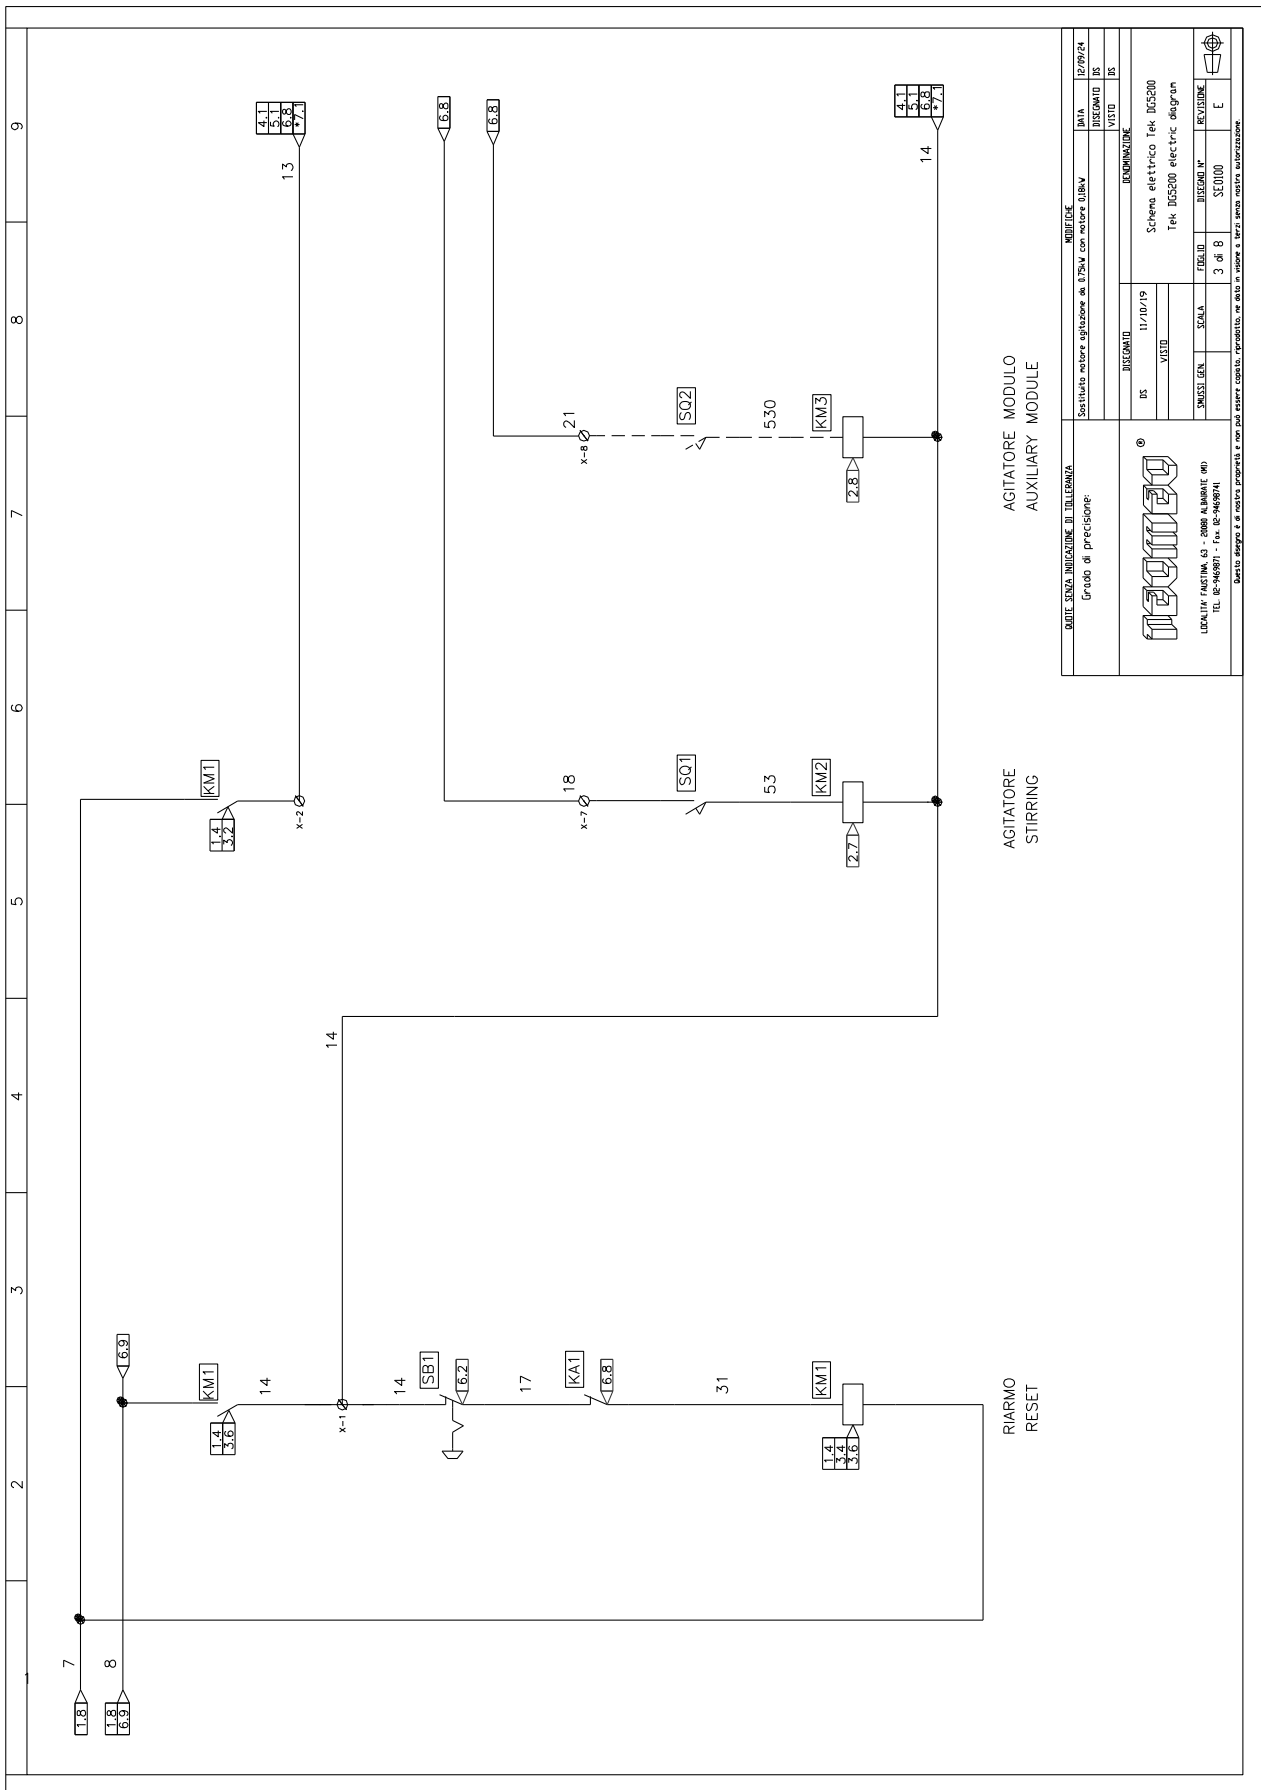 1
2
3
4
5
6
7
8
9
1.8
7
1.8
6.9
8
6.9
KM1
1.4
3.6
14
x-1
14
SB1
6.2
17
KA1
6.8
31
KM1
1.4
3.4
3.6
RIARMO
RESET
14
KM1
1.4
3.2
x-2
13
4.1
5.1
6.8
*7.1
6.8
6.8
18
x-7
SQ1
53
KM2
2.7
AGITATORE
STIRRING
21
x-8
SQ2
530
KM3
2.8
AGITATORE MODULO
AUXILIARY MODULE
14
4.1
5.1
6.8
*7.1
QUOTE SENZA INDICAZIONE DI TOLLERANZA
Grado di precisione:
MODIFICHE
Sostituito motore agitazione da 0.75kW con motore 0.18kW
DATA
12/09/24
DISEGNATO
DS
VISTO
DS
DISEGNATO
DS
11/10/19
VISTO
DENOMINAZIONE
Schema elettrico Tek DG5200
Tek DG5200 electric diagram
SMUSSI GEN.
SCALA
FOGLIO
3 di 8
DISEGNO N°
SE0100
REVISIONE
E
®
LOCALITA' FAUSTINA, 63 - 20080 ALBAIRATE (MI)
TEL. 02-9469871 - Fax. 02-94698741
Questo disegno è di nostra proprietà e non può essere copiato, riprodotto, ne dato in visione a terzi senza nostra autorizzazione.